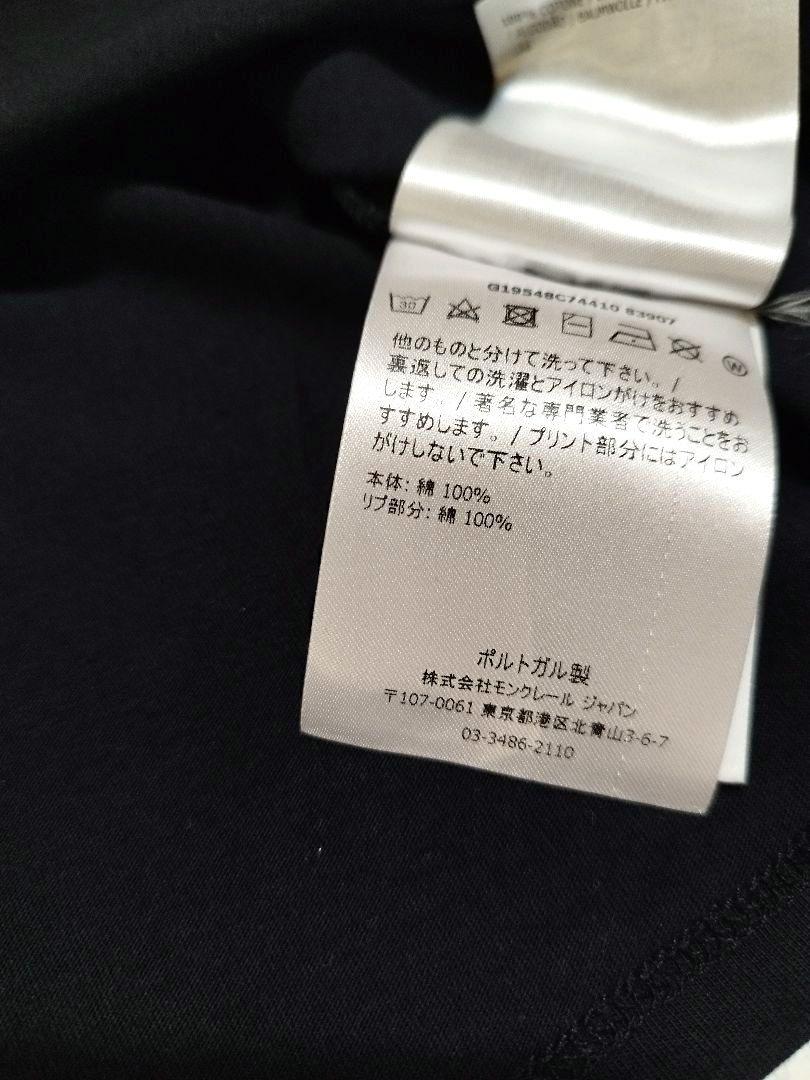 100% COTONE /
/ BAUMWOLLE /
G19548C74410 83907
30
W
他のものと分けて洗って下さい。/
裏返しての洗濯とアイロンがけをおすすめ
します。/ 著名な専門業者で洗うことをお
すすめします。/ プリント部分にはアイロン
がけしないで下さい。
本体: 綿 100%
リブ部分: 綿 100%
ポルトガル製
株式会社モンクレール ジャパン
〒107-0061 東京都港区北青山3-6-7
03-3486-2110